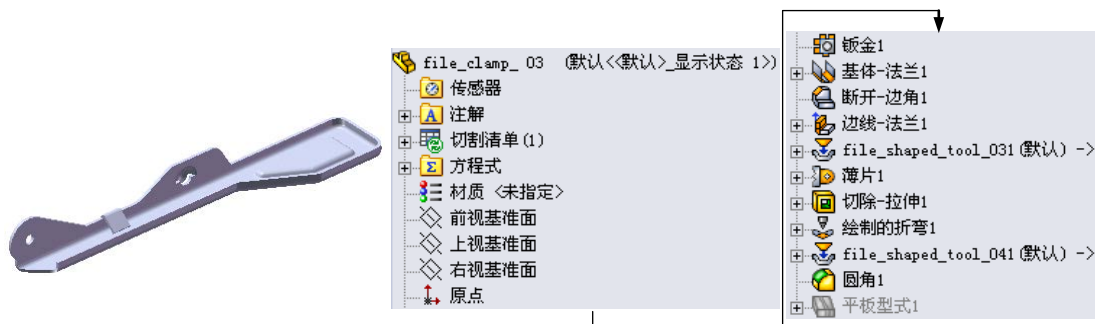 file_clamp_ 03 (默认<<默认>_显示状态 1>)
传感器
注解
切割清单(1)
方程式
材质 <未指定>
前视基准面
上视基准面
右视基准面
原点
钣金1
基体-法兰1
断开-边角1
边线-法兰1
file_shaped_tool_031(默认) ->
薄片1
切除-拉伸1
绘制的折弯1
file_shaped_tool_041(默认) ->
圆角1
平板型式1